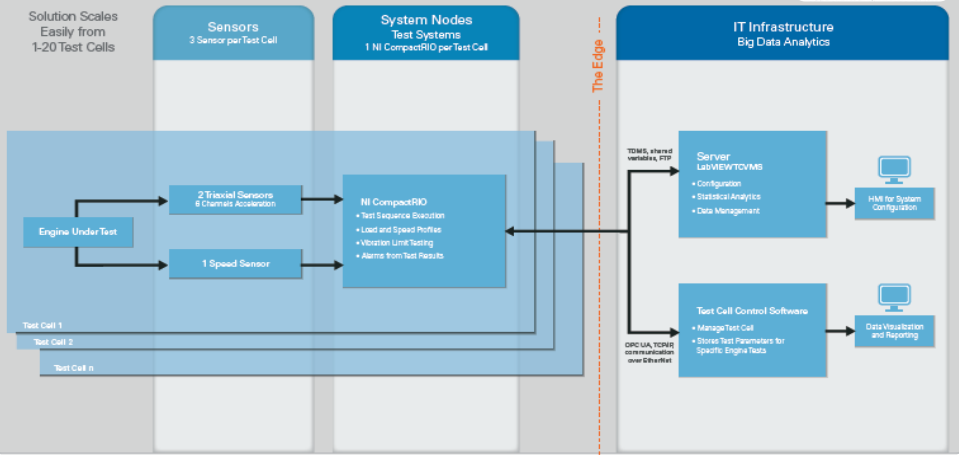 Solution Scales
Easily from
1-20 Test Cells
Sensors
3 Sensor per Test Cell
System Nodes
Test Systems
1 NI CompactRIO per Test Cell
The Edge
IT Infrastructure
Big Data Analytics
Engine Under Test
2 Triaxial Sensors
6 Channels Acceleration
1 Speed Sensor
NI CompactRIO
• Test Sequence Execution
• Load and Speed Profiles
• Vibration Limit Testing
• Alarms from Test Results
Test Cell 1
Test Cell 2
Test Cell n
TDMS, shared
variables, FTP
Server
LabVIEW TCVMS
• Configuration
• Statistical Analytics
• Data Management
HMI for System
Configuration
OPC UA, TCP/IP,
communication
over EtherNet
Test Cell Control Software
• Manage Test Cell
• Stores Test Parameters for
Specific Engine Tests
Data Visualization
and Reporting